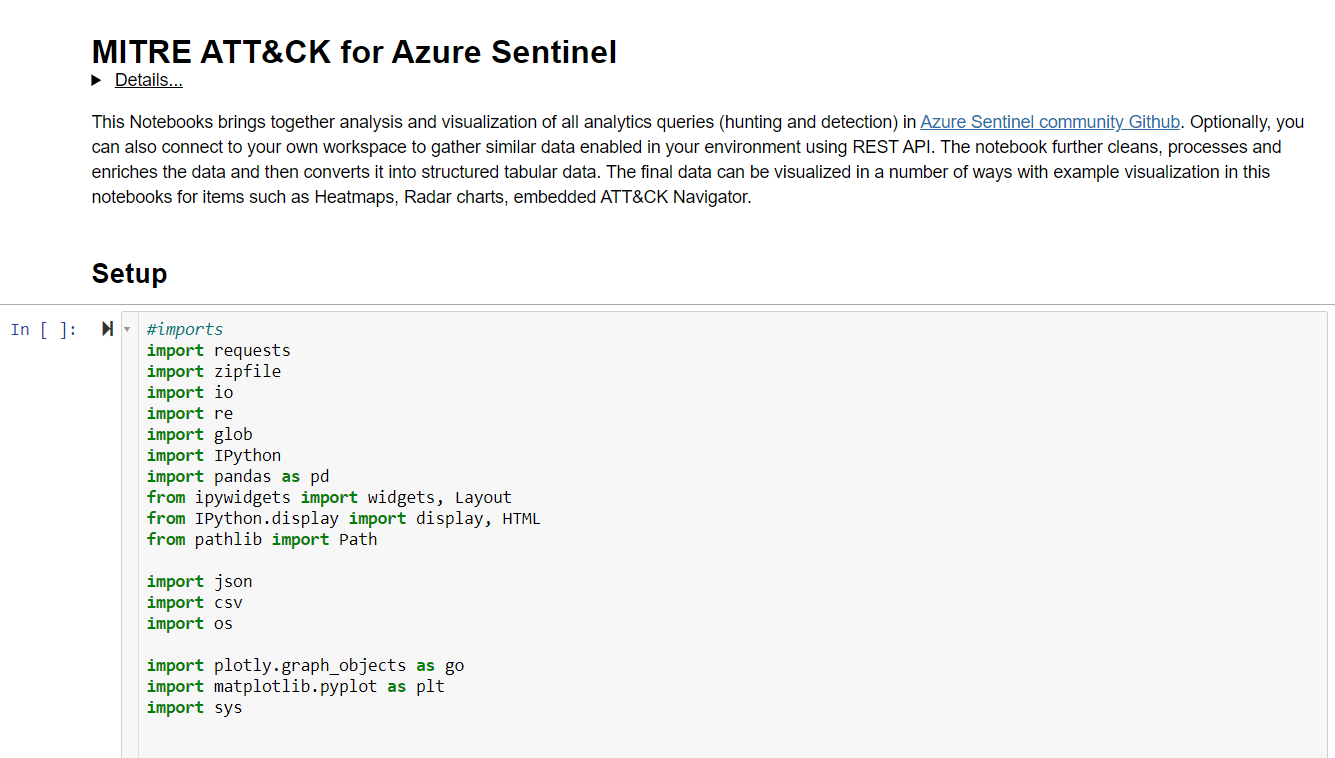 MITRE ATT&CK for Azure Sentinel
Details...
This Notebooks brings together analysis and visualization of all analytics queries (hunting and detection) in Azure Sentinel community Github. Optionally, you
can also connect to your own workspace to gather similar data enabled in your environment using REST API. The notebook further cleans, processes and
enriches the data and then converts it into structured tabular data. The final data can be visualized in a number of ways with example visualization in this
notebooks for items such as Heatmaps, Radar charts, embedded ATT&CK Navigator.
Setup
In [ ]:
#imports
import requests
import zipfile
import io
import re
import glob
import IPython
import pandas as pd
from ipywidgets import widgets, Layout
from IPython.display import display, HTML
from pathlib import Path
import json
import csv
import os
import plotly.graph_objects as go
import matplotlib.pyplot as plt
import sys